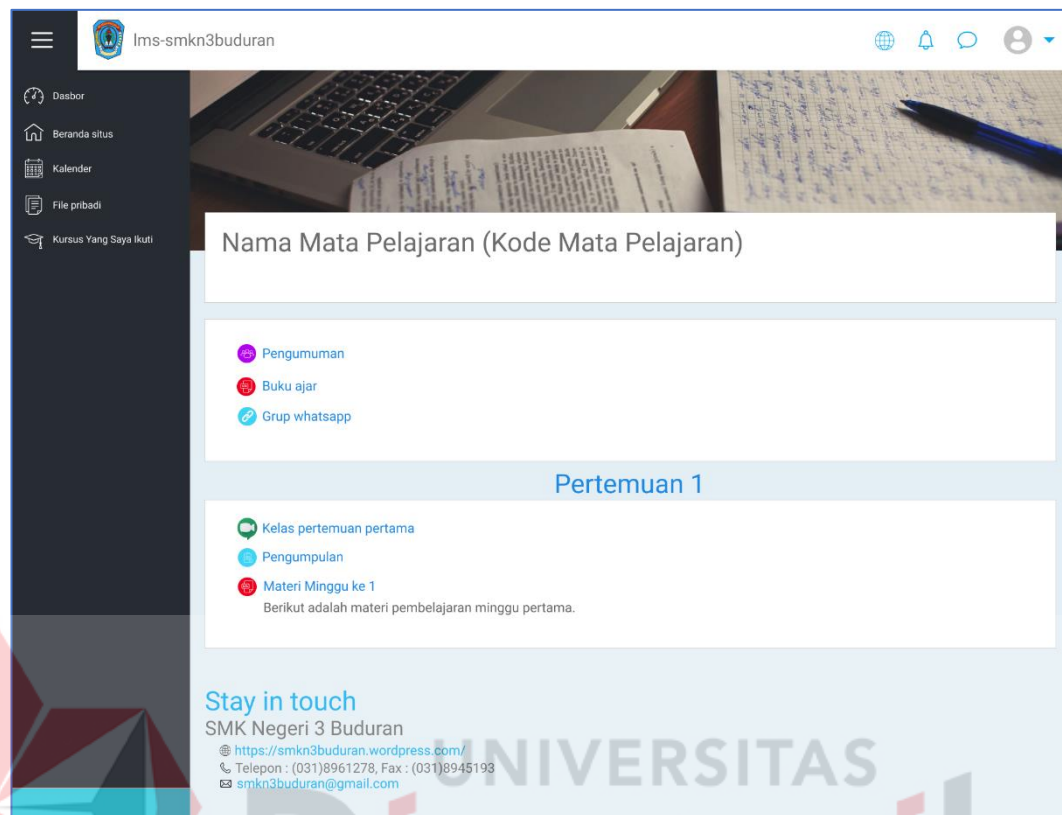 lms-smkn3buduran
Dasbor
Beranda situs
Kalender
File pribadi
Kursus Yang Saya Ikuti
Nama Mata Pelajaran (Kode Mata Pelajaran)
Pengumuman
Buku ajar
Grup whatsapp
Pertemuan 1
Kelas pertemuan pertama
Pengumpulan
Materi Minggu ke 1
Berikut adalah materi pembelajaran minggu pertama.
Stay in touch
SMK Negeri 3 Buduran
https://smkn3buduran.wordpress.com/
Telepon : (031)8961278, Fax : (031)8945193
smkn3buduran@gmail.com
UNIVERSITAS